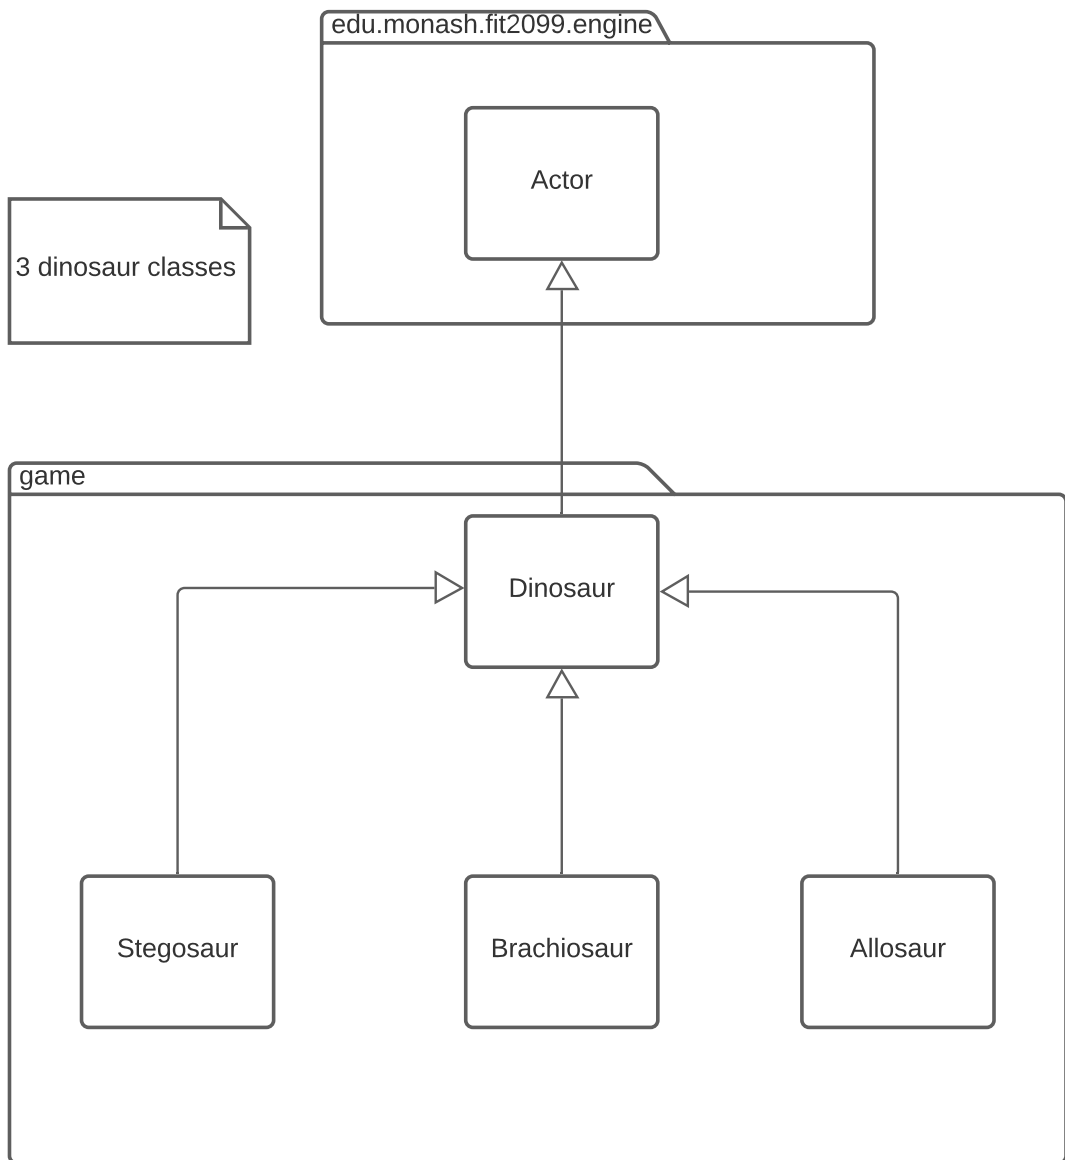 edu.monash.fit2099.engine
Actor
3 dinosaur classes
game
Dinosaur
Stegosaur
Brachiosaur
Allosaur